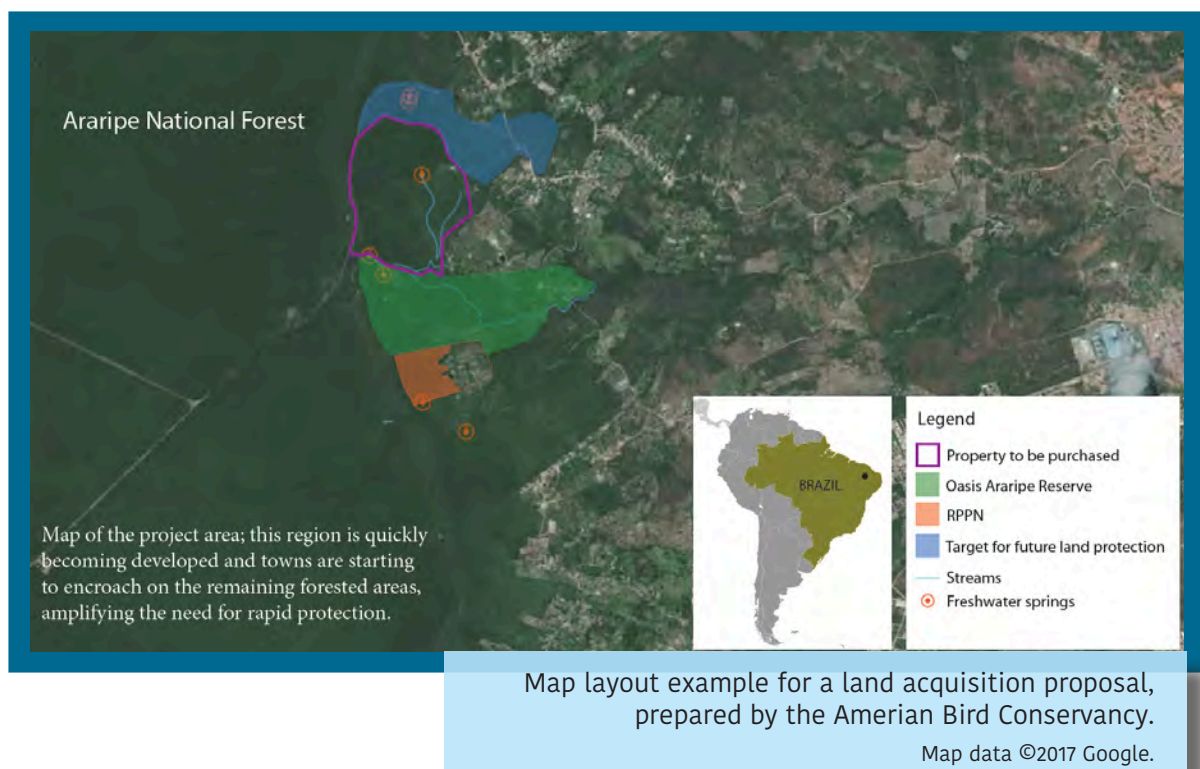 Araripe National Forest
Map of the project area; this region is quickly
becoming developed and towns are starting
to encroach on the remaining forested areas,
amplifying the need for rapid protection.
BRAZIL
Legend
Property to be purchased
Oasis Araripe Reserve
RPPN
Target for future land protection
Streams
Freshwater springs
Map layout example for a land acquisition proposal,
prepared by the Amerian Bird Conservancy.
Map data ©2017 Google.